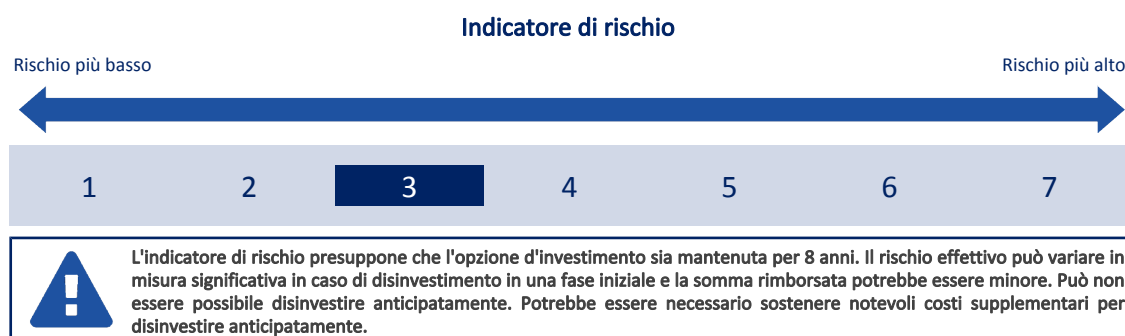 Indicatore di rischio
Rischio più basso
Rischio più alto
1 2 3 4 5 6 7
L'indicatore di rischio presuppone che l'opzione d'investimento sia mantenuta per 8 anni. Il rischio effettivo può variare in
misura significativa in caso di disinvestimento in una fase iniziale e la somma rimborsata potrebbe essere minore. Può non
essere possibile disinvestire anticipatamente. Potrebbe essere necessario sostenere notevoli costi supplementari per
disinvestire anticipatamente.